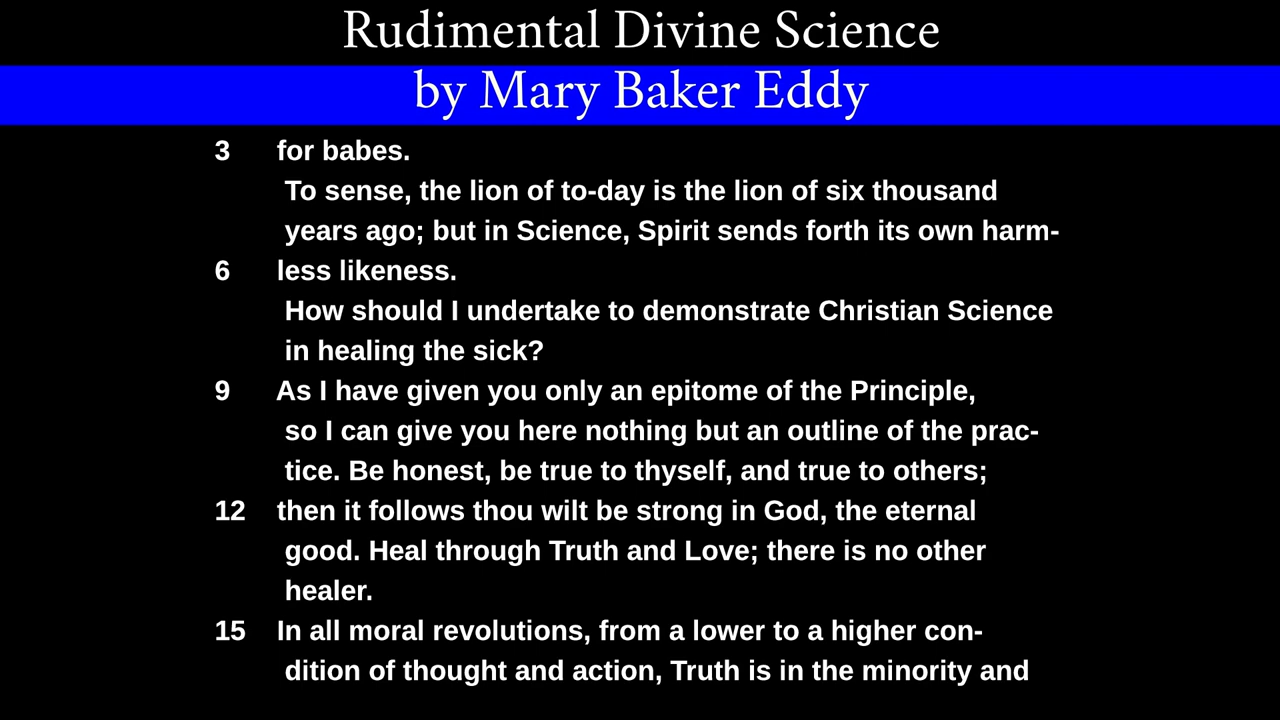 Rudimental Divine Science
by Mary Baker Eddy
3 for babes.
To sense, the lion of to-day is the lion of six thousand
years ago; but in Science, Spirit sends forth its own harm-
6 less likeness.
How should I undertake to demonstrate Christian Science
in healing the sick?
9 As I have given you only an epitome of the Principle,
so I can give you here nothing but an outline of the prac-
tice. Be honest, be true to thyself, and true to others;
12 then it follows thou wilt be strong in God, the eternal
good. Heal through Truth and Love; there is no other
healer.
15 In all moral revolutions, from a lower to a higher con-
dition of thought and action, Truth is in the minority and